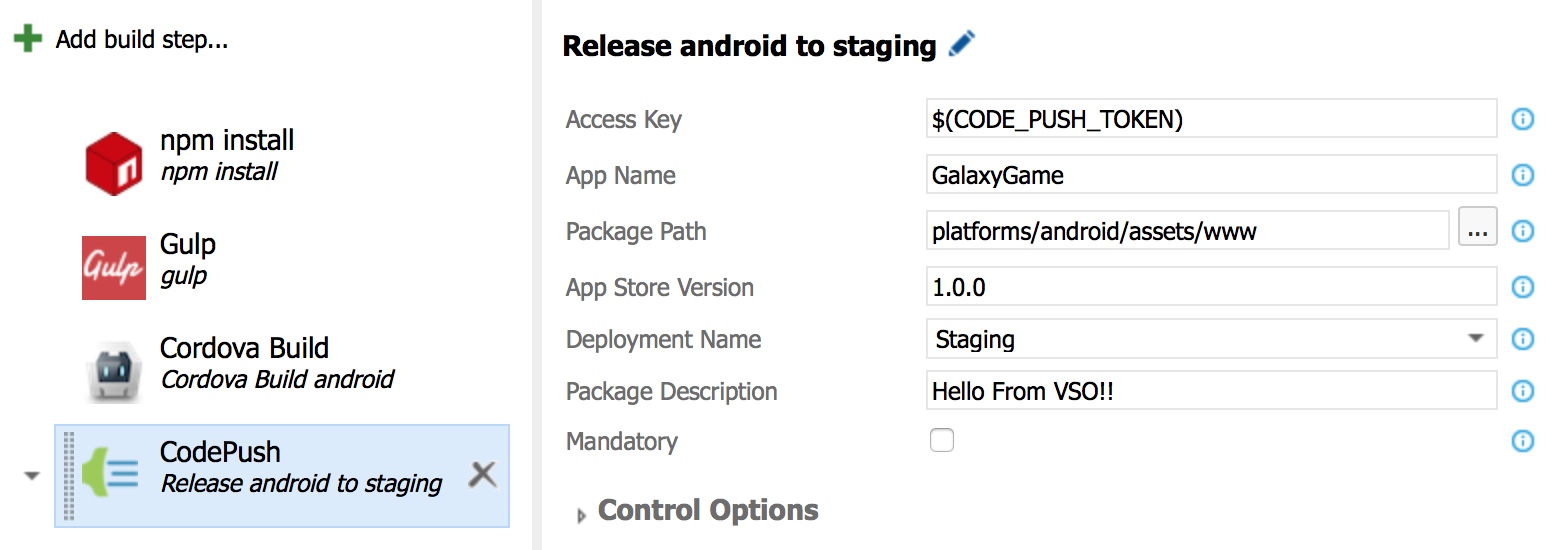 Add build step...
npm install
npm install
Gulp
Gulp
gulp
Cordova Build
Cordova Build android
CodePush
Release android to staging
Release android to staging
Access Key
$(CODE_PUSH_TOKEN)
App Name
GalaxyGame
Package Path
platforms/android/assets/www
...
App Store Version
1.0.0
Deployment Name
Staging
Package Description
Hello From VSO!!
Mandatory
Control Options